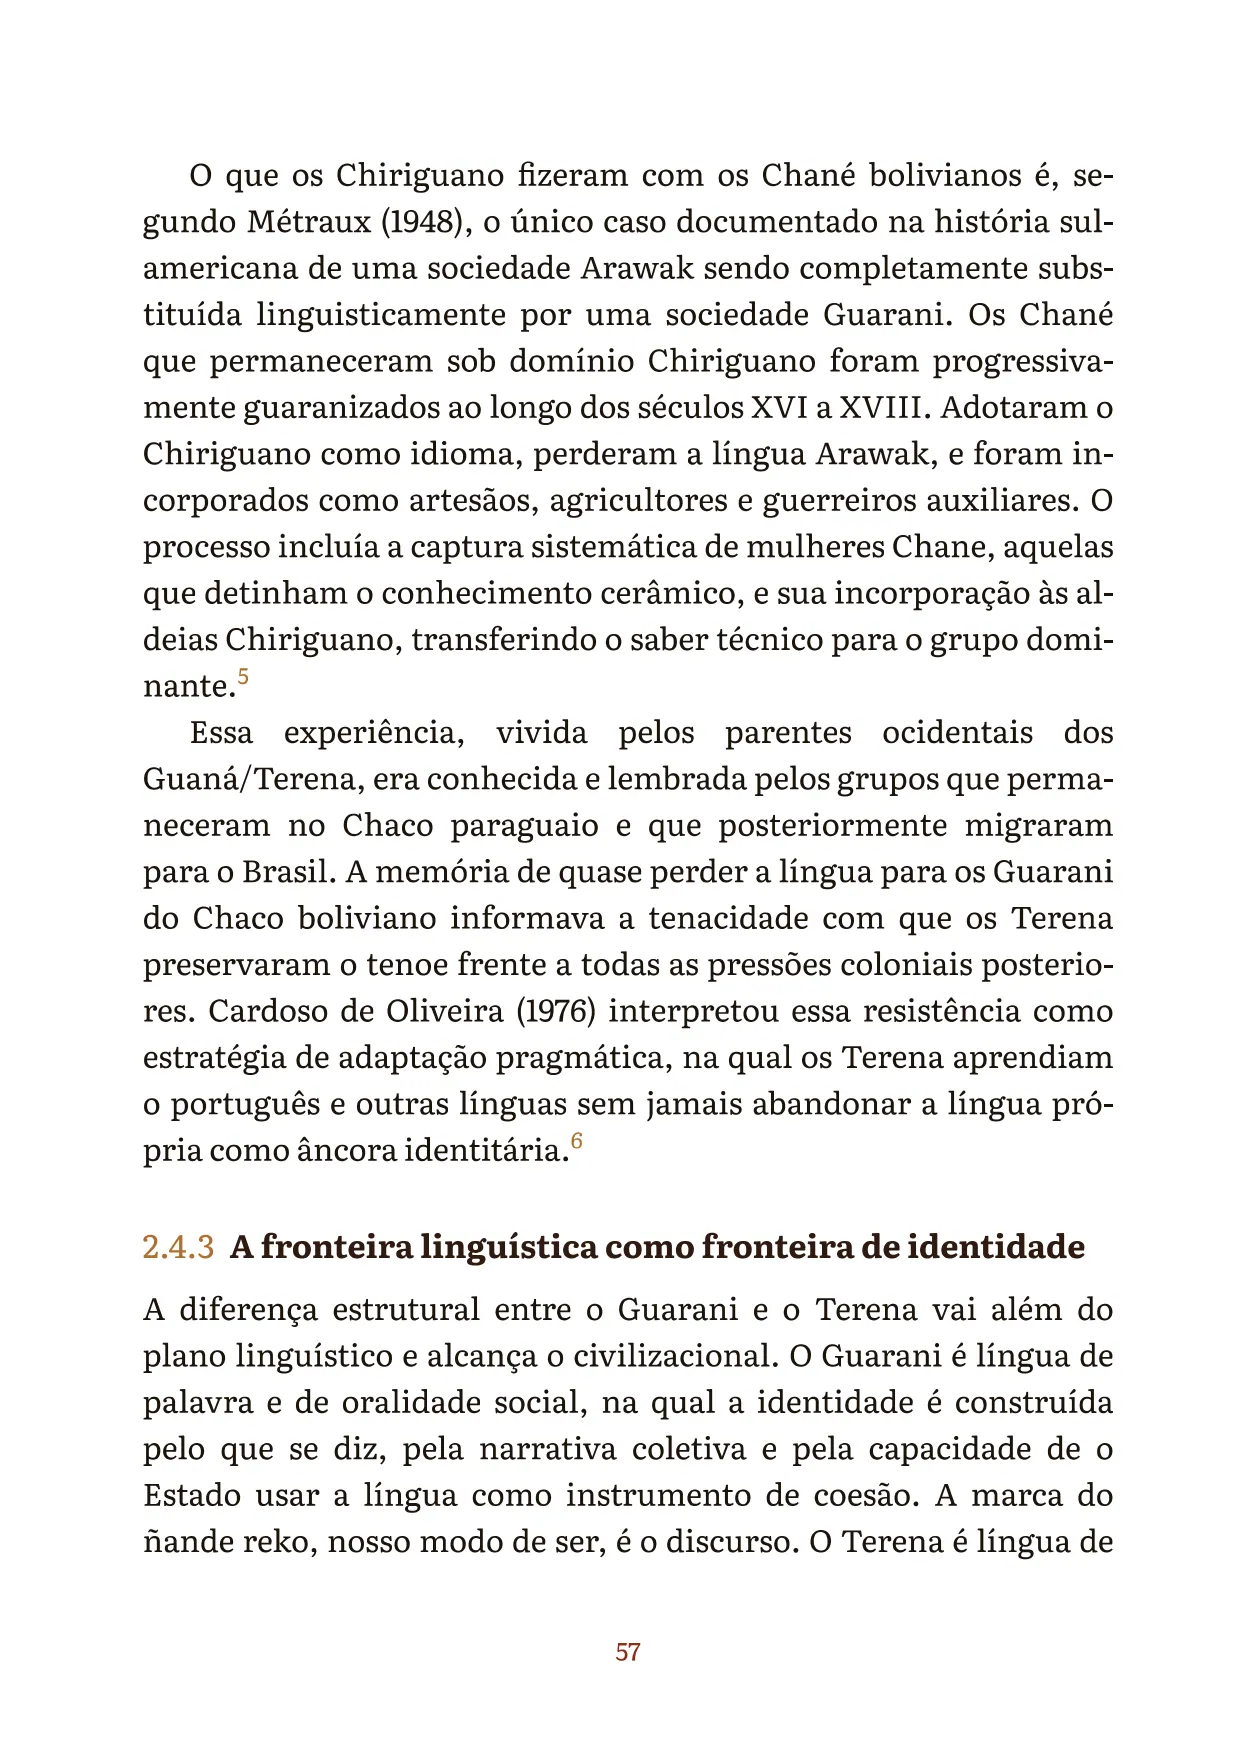 O que os Chiriguano fizeram com os Chané bolivianos é, se-
gundo Métraux (1948), o único caso documentado na história sul-
americana de uma sociedade Arawak sendo completamente subs-
tituída linguisticamente por uma sociedade Guarani. Os Chané
que permaneceram sob domínio Chiriguano foram progressiva-
mente guaranizados ao longo dos séculos XVI a XVIII. Adotaram o
Chiriguano como idioma, perderam a língua Arawak, e foram in-
corporados como artesãos, agricultores e guerreiros auxiliares. O
processo incluía a captura sistemática de mulheres Chane, aquelas
que detinham o conhecimento cerâmico, e sua incorporação às al-
deias Chiriguano, transferindo o saber técnico para o grupo domi-
nante.5
Essa experiência, vivida pelos parentes ocidentais dos
Guaná/Terena, era conhecida e lembrada pelos grupos que perma-
neceram no Chaco paraguaio e que posteriormente migraram
para o Brasil. A memória de quase perder a língua para os Guarani
do Chaco boliviano informava a tenacidade com que os Terena
preservaram o tenoe frente a todas as pressões coloniais posterio-
res. Cardoso de Oliveira (1976) interpretou essa resistência como
estratégia de adaptação pragmática, na qual os Terena aprendiam
o português e outras línguas sem jamais abandonar a língua pró-
pria como âncora identitária.6
2.4.3 A fronteira linguística como fronteira de identidade
A diferença estrutural entre o Guarani e o Terena vai além do
plano linguístico e alcança o civilizacional. O Guarani é língua de
palavra e de oralidade social, na qual a identidade é construída
pelo que se diz, pela narrativa coletiva e pela capacidade de o
Estado usar a língua como instrumento de coesão. A marca do
ñande reko, nosso modo de ser, é o discurso. O Terena é língua de
57